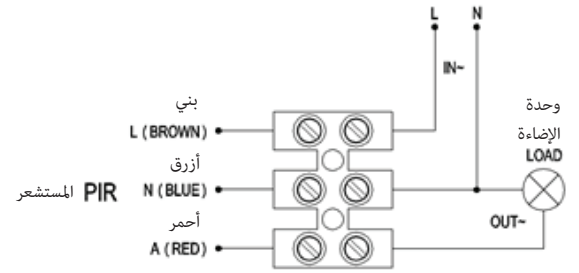 L N
IN~
بني
L (BROWN)
وحدة
الإضاءة
LOAD
أزرق
N (BLUE)
PIR المستشعر
OUT~
أحمر
A (RED)